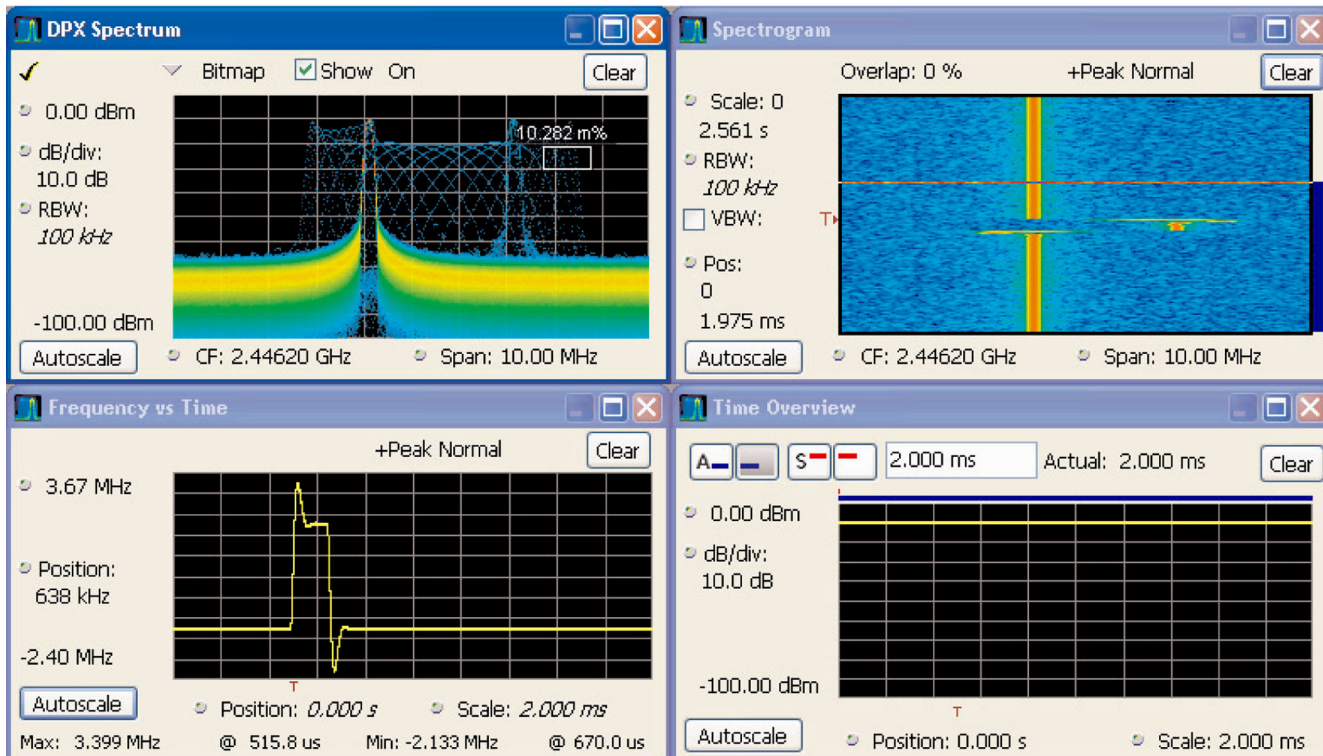 DPX Spectrum
Bitmap Show On Clear
0.00 dBm
dB/div:
10.0 dB
RBW:
100 kHz
10.282 m%
-100.00 dBm
Autoscale CF: 2.44620 GHz Span: 10.00 MHz
Spectrogram
Overlap: 0 % +Peak Normal Clear
Scale: 0
2.561 s
RBW:
100 kHz
VBW:
T
Pos:
0
1.975 ms
Autoscale CF: 2.44620 GHz Span: 10.00 MHz
Frequency vs Time
+Peak Normal Clear
3.67 MHz
Position:
638 kHz
-2.40 MHz
T
Autoscale Position: 0.000 s Scale: 2.000 ms
Max: 3.399 MHz @ 515.8 us Min: -2.133 MHz @ 670.0 us
Time Overview
A S 2.000 ms Actual: 2.000 ms Clear
0.00 dBm
dB/div:
10.0 dB
-100.00 dBm
T
Autoscale Position: 0.000 s Scale: 2.000 ms